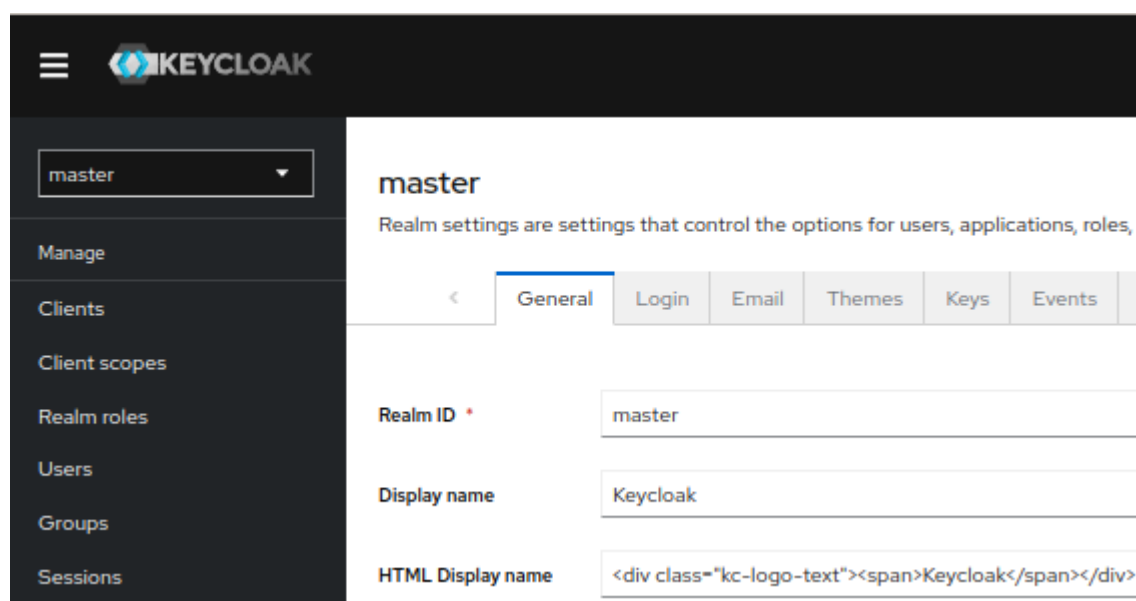 KEYCLOAK
master
Manage
Clients
Client scopes
Realm roles
Users
Groups
Sessions
master
Realm settings are settings that control the options for users, applications, roles,
General Login Email Themes Keys Events
Realm ID * master
Display name Keycloak
HTML Display name <div class="kc-logo-text"><span>Keycloak</span></div>